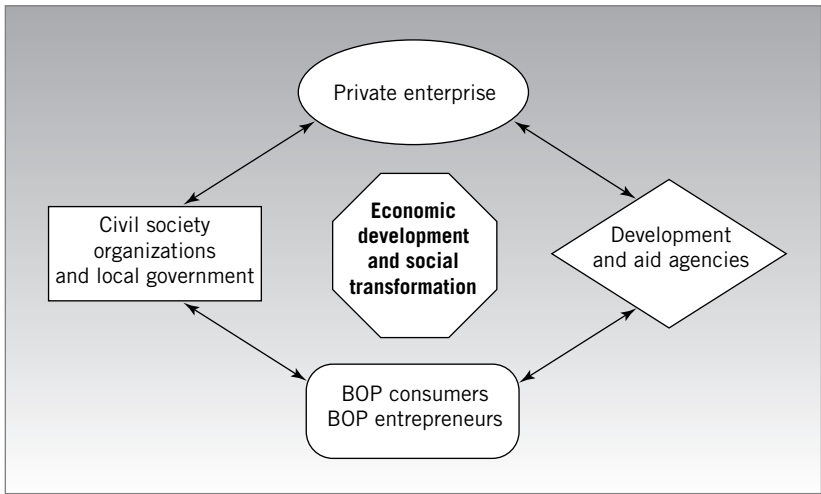 Private enterprise
Civil society
organizations
and local government
Economic
development
and social
transformation
Development
and aid agencies
BOP consumers
BOP entrepreneurs